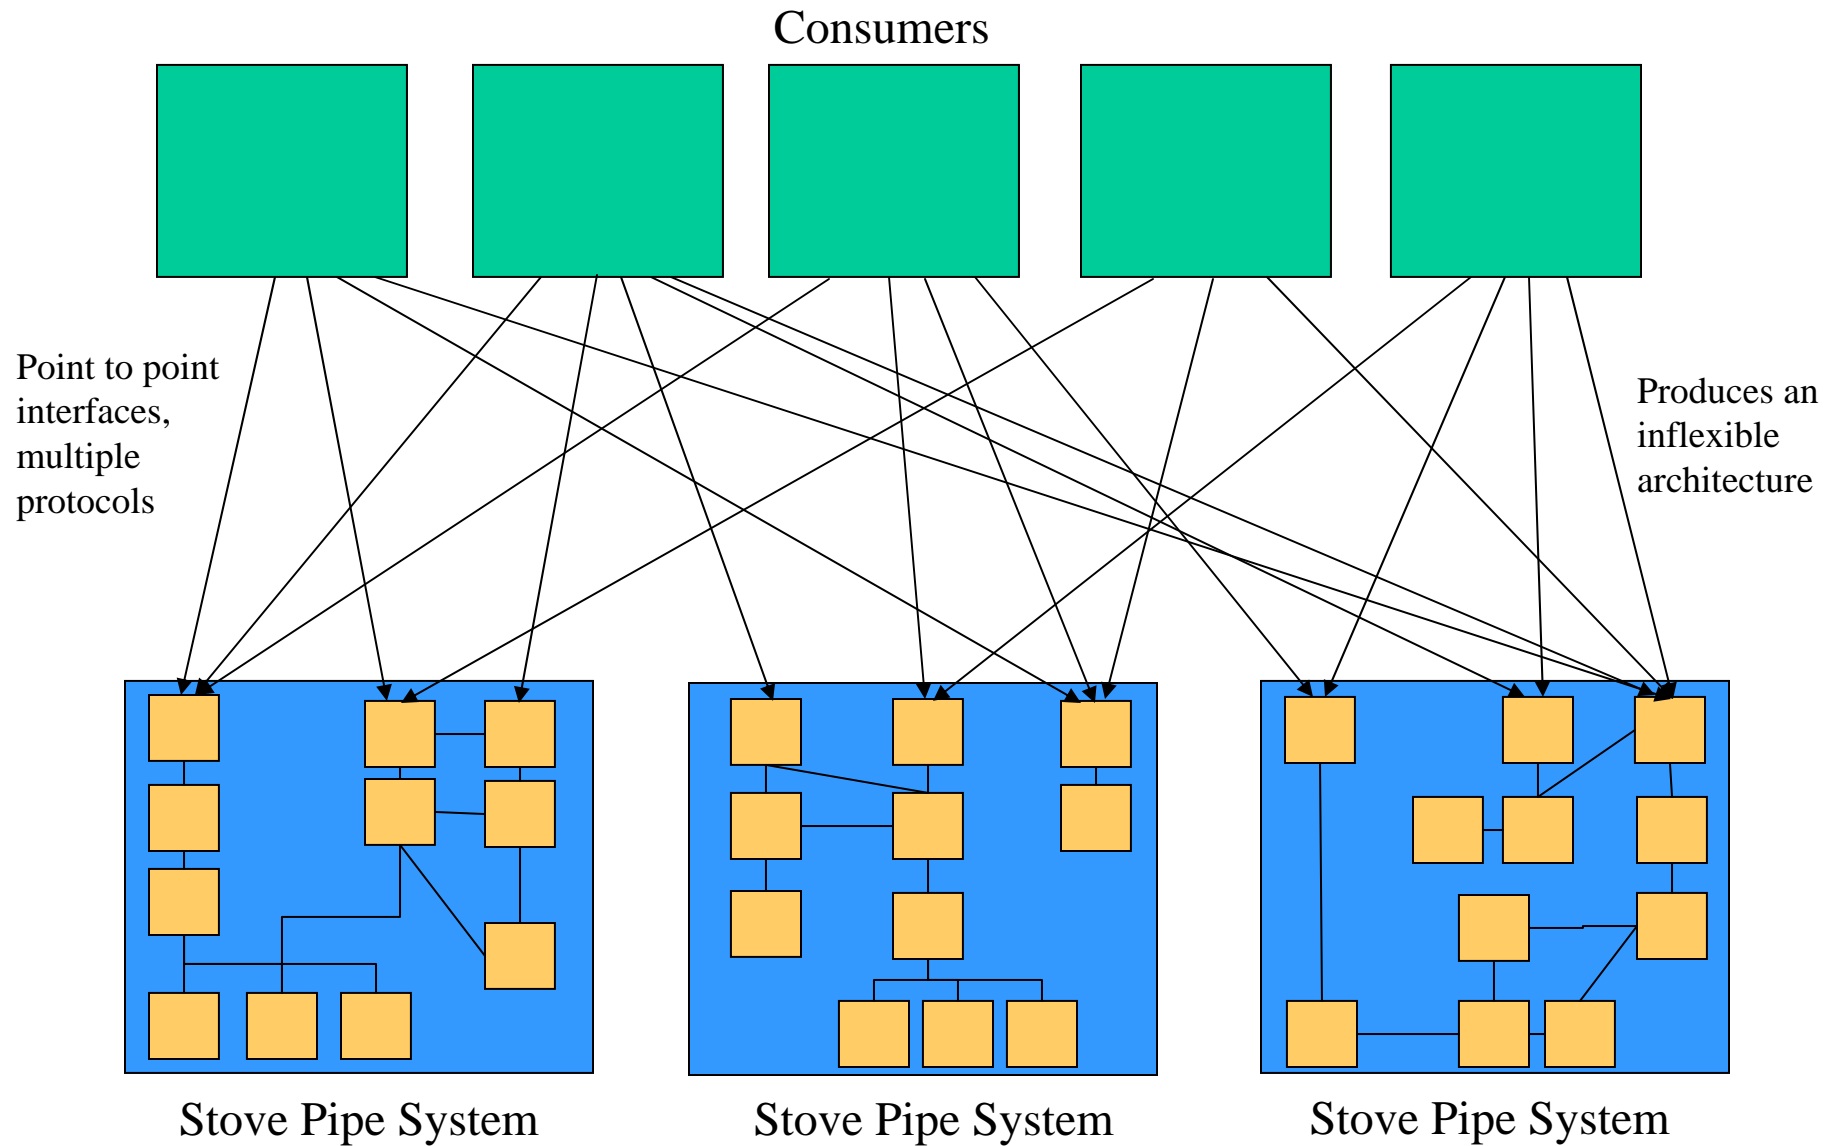 Consumers
Point to point
interfaces,
multiple
protocols
Produces an
inflexible
architecture
Stove Pipe System
Stove Pipe System
Stove Pipe System